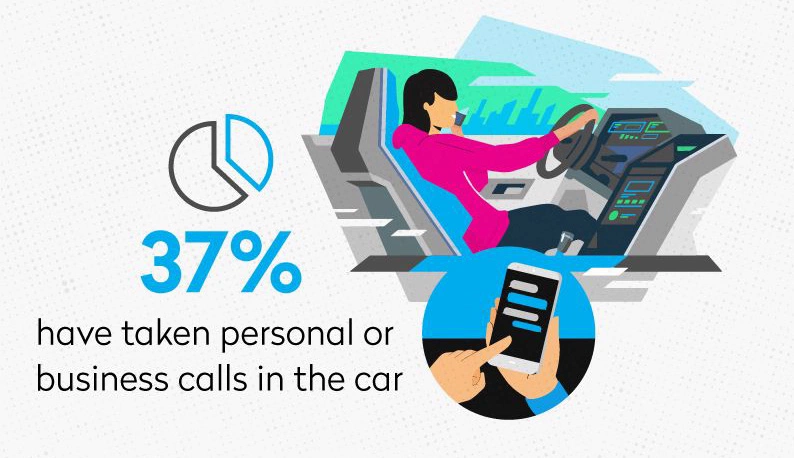 37%
have taken personal or
business calls in the car